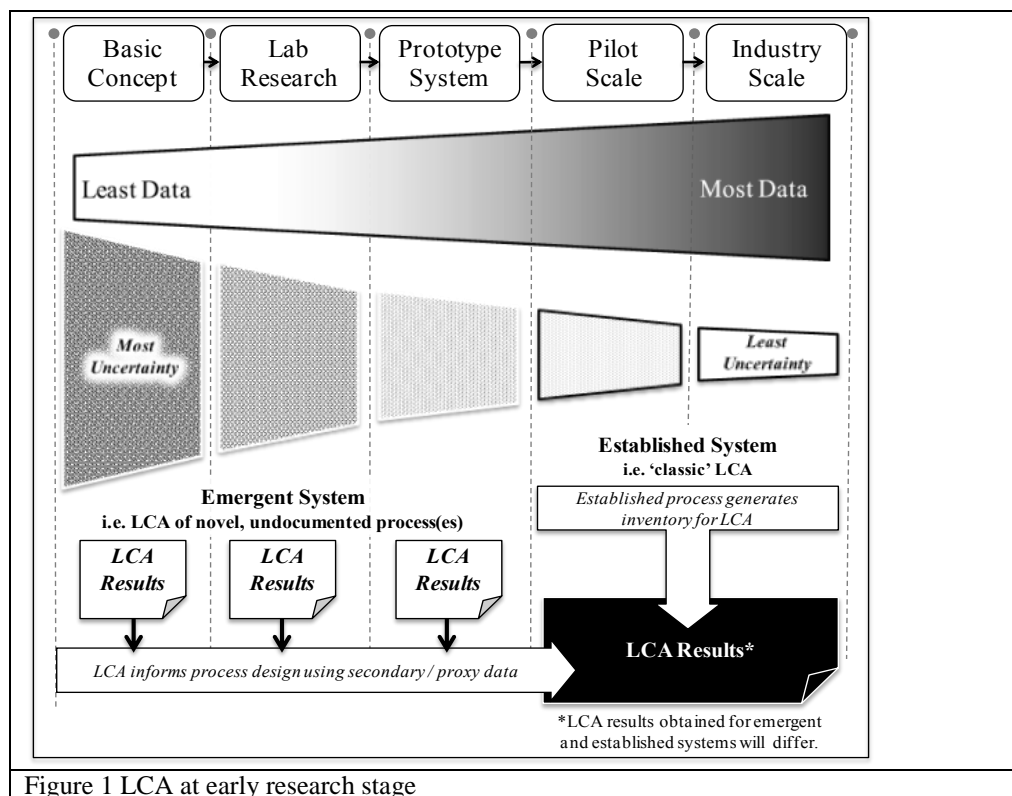 Basic Concept
Lab Research
Prototype System
Pilot Scale
Industry Scale
Least Data
Most Data
Most Uncertainty
Least Uncertainty
Established System
i.e. ‘classic’ LCA
Established process generates
inventory for LCA
Emergent System
i.e. LCA of novel, undocumented process(es)
LCA Results
LCA Results
LCA Results
LCA Results*
LCA informs process design using secondary / proxy data
*LCA results obtained for emergent
and established systems will differ.
Figure 1 LCA at early research stage